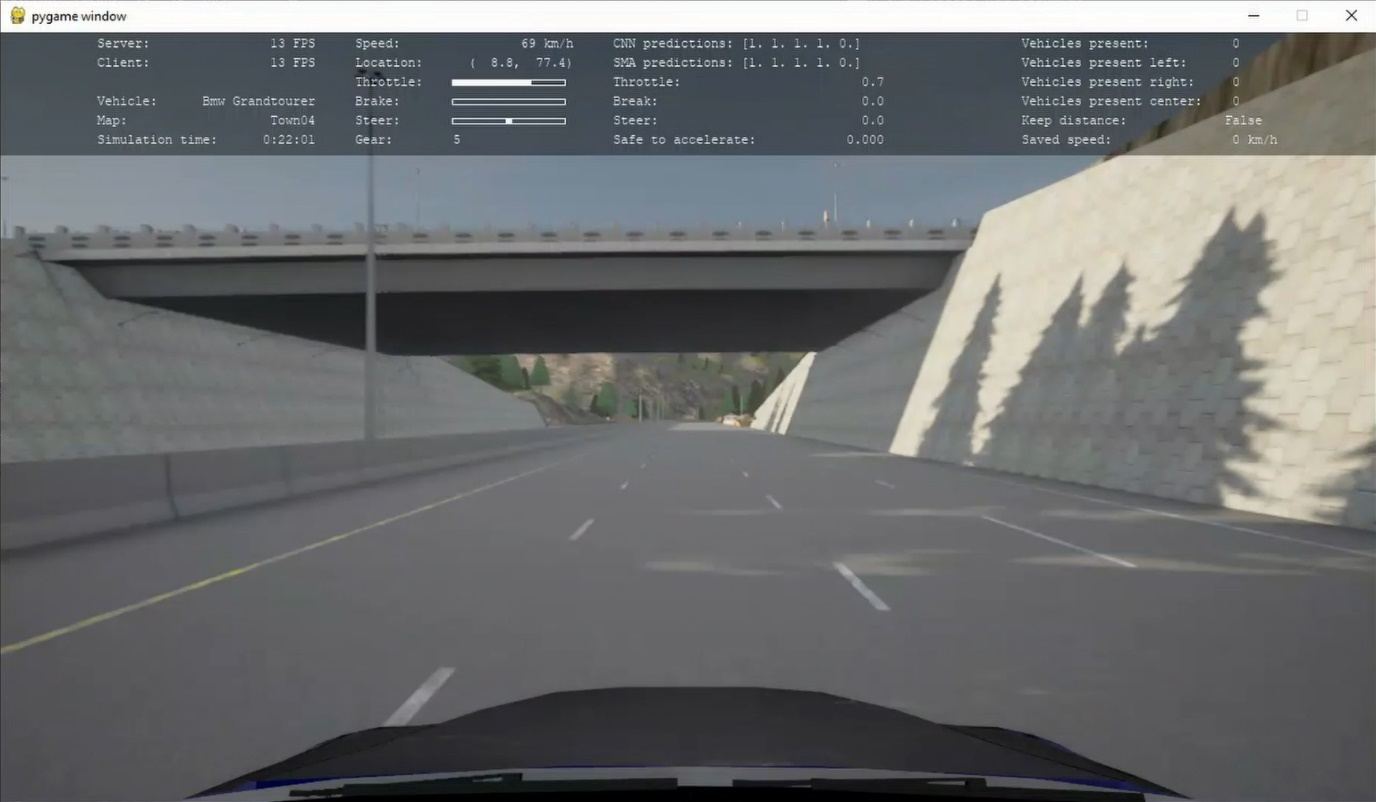 pygame window
Server: 13 FPS Speed: 69 km/h CNN predictions: [1. 1. 1. 1. 0.] Vehicles present: 0
Client: 13 FPS Location: ( 8.8, 77.4) SMA predictions: [1. 1. 1. 1. 0.] Vehicles present left: 0
Throttle: Throttle: 0.7 Vehicles present right: 0
Vehicle: Bmw Grandtourer Brake: Break: 0.0 Vehicles present center: 0
Map: Town04 Steer: Steer: 0.0 Keep distance: False
Simulation time: 0:22:01 Gear: 5 Safe to accelerate: 0.000 Saved speed: 0 km/h